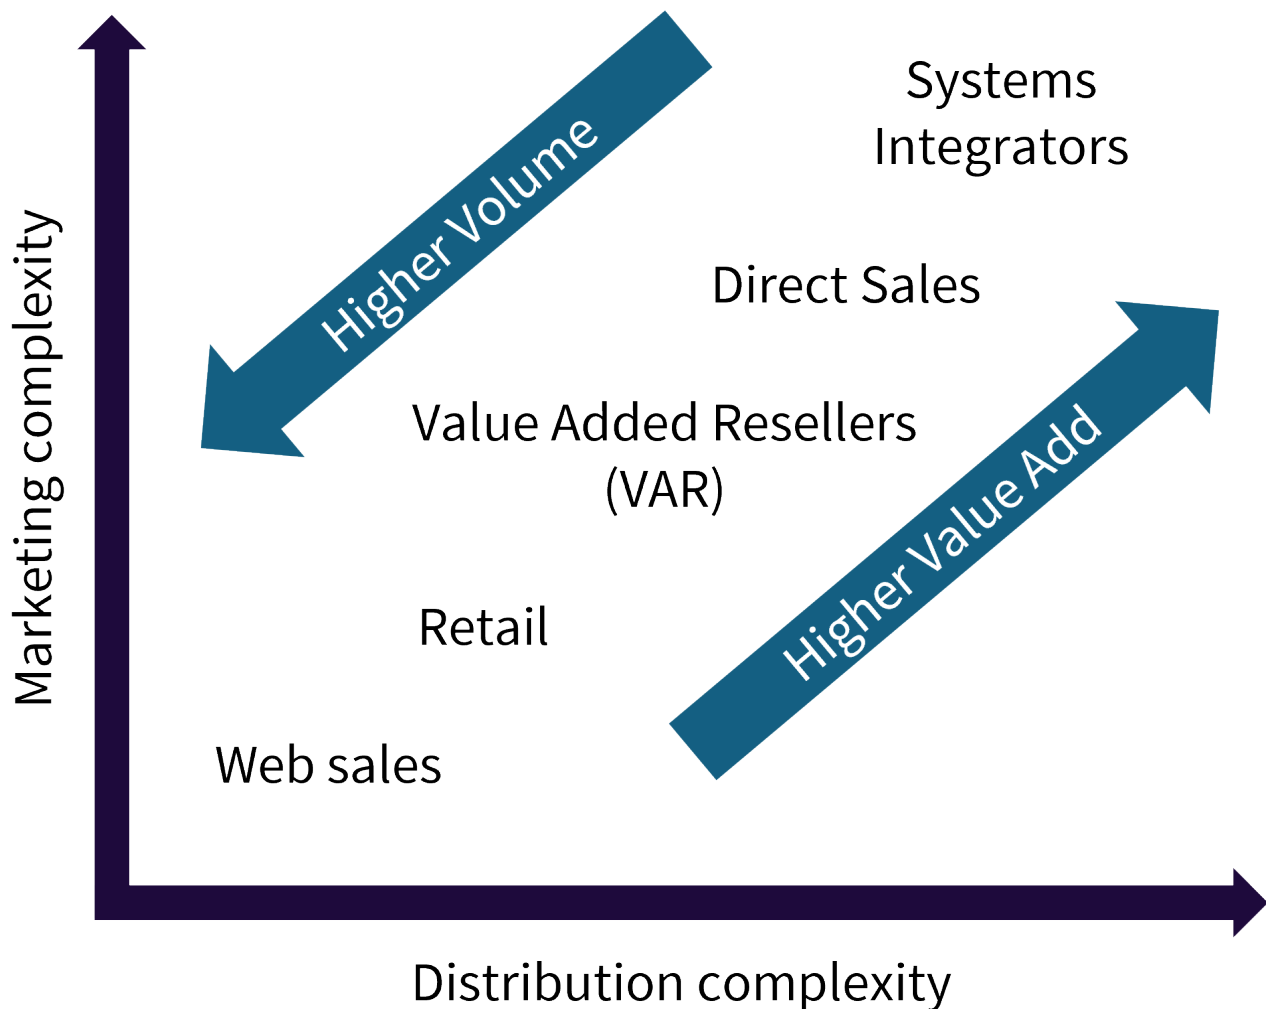 Systems
Integrators
Higher Volume
Direct Sales
Value Added Resellers
(VAR)
Higher Value Add
Retail
Web sales
Marketing complexity
Distribution complexity